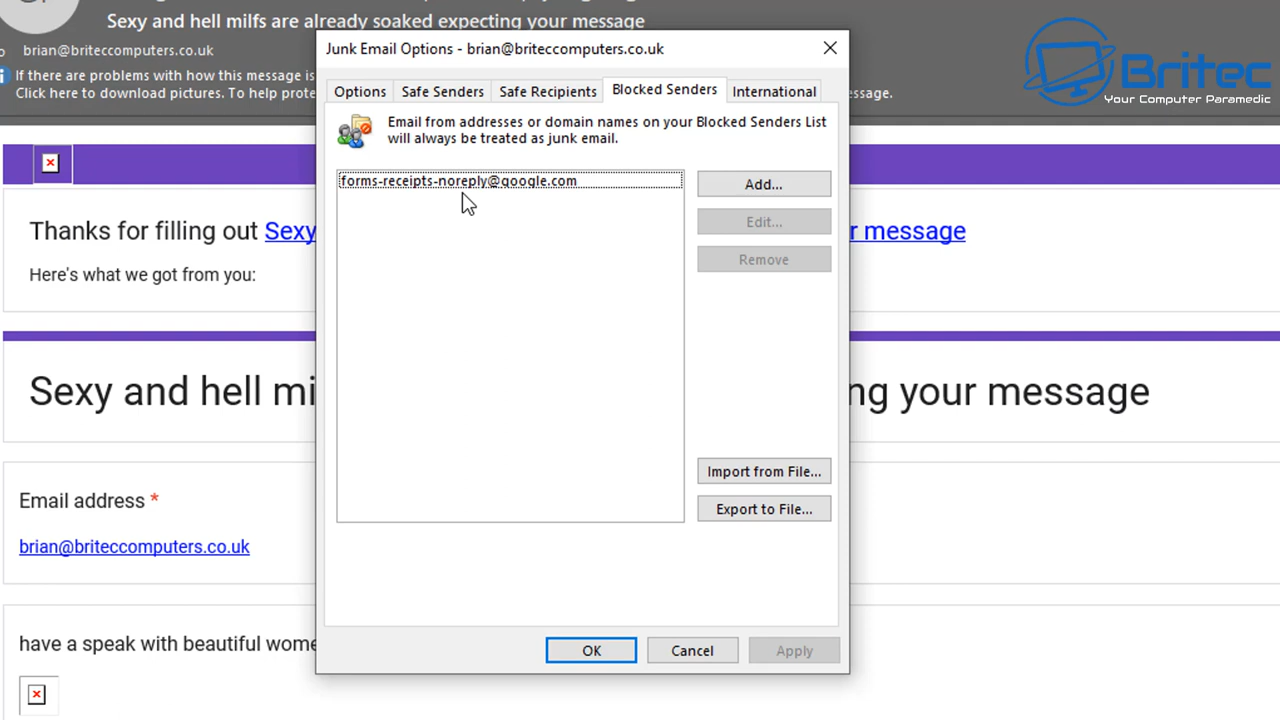 Sexy and hell milfs are already soaked expecting your message
brian@briteccomputers.co.uk
If there are problems with how this message is
Click here to download pictures. To help prote
ssage.
Britec
Your Computer Paramedic
Junk Email Options - brian@briteccomputers.co.uk
Options
Safe Senders
Safe Recipients
Blocked Senders
International
Email from addresses or domain names on your Blocked Senders List
will always be treated as junk email.
forms-receipts-noreply@google.com
Add...
Edit...
Remove
Import from File...
Export to File...
OK
Cancel
Apply
Thanks for filling out Sexy
r message
Here's what we got from you:
Sexy and hell mi
ng your message
Email address *
brian@briteccomputers.co.uk
have a speak with beautiful wome